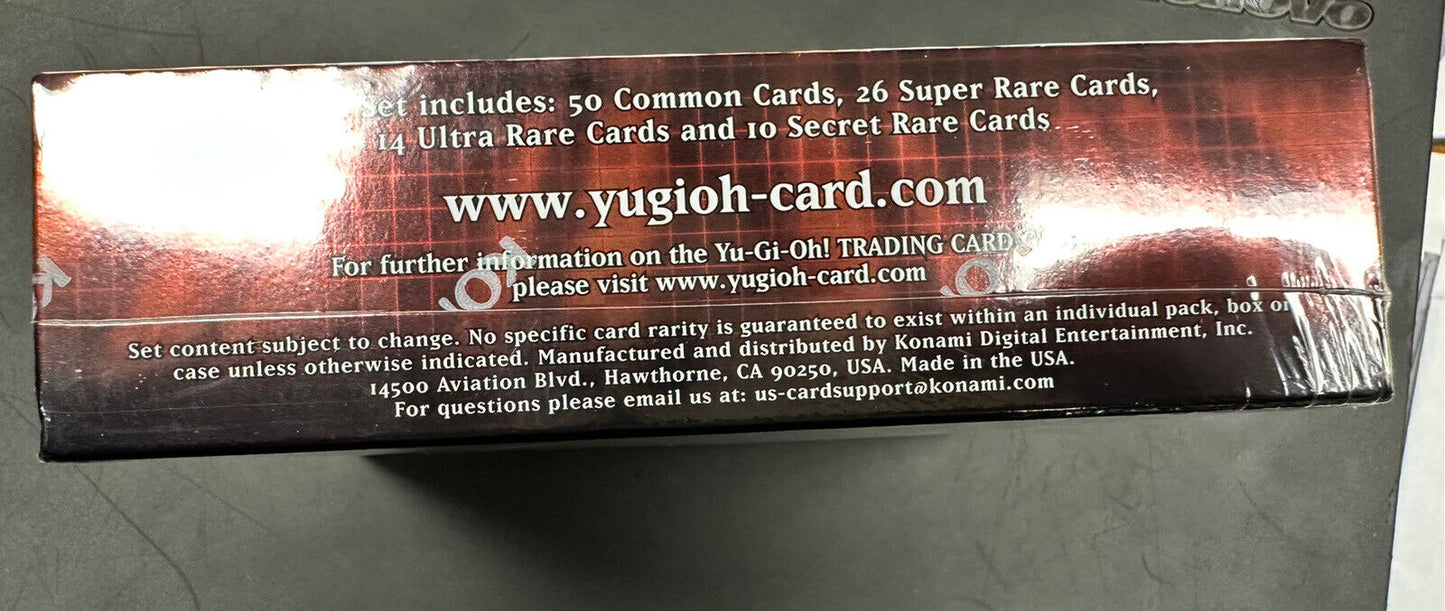 Set includes: 50 Common Cards, 26 Super Rare Cards,
14 Ultra Rare Cards and 10 Secret Rare Cards.
www.yugioh-card.com
For further information on the Yu-Gi-Oh! TRADING CARD
please visit www.yugioh-card.com
Set content subject to change. No specific card rarity is guaranteed to exist within an individual pack, box or
case unless otherwise indicated. Manufactured and distributed by Konami Digital Entertainment, Inc.
14500 Aviation Blvd., Hawthorne, CA 90250, USA. Made in the USA.
For questions please email us at: us-cardsupport@konami.com